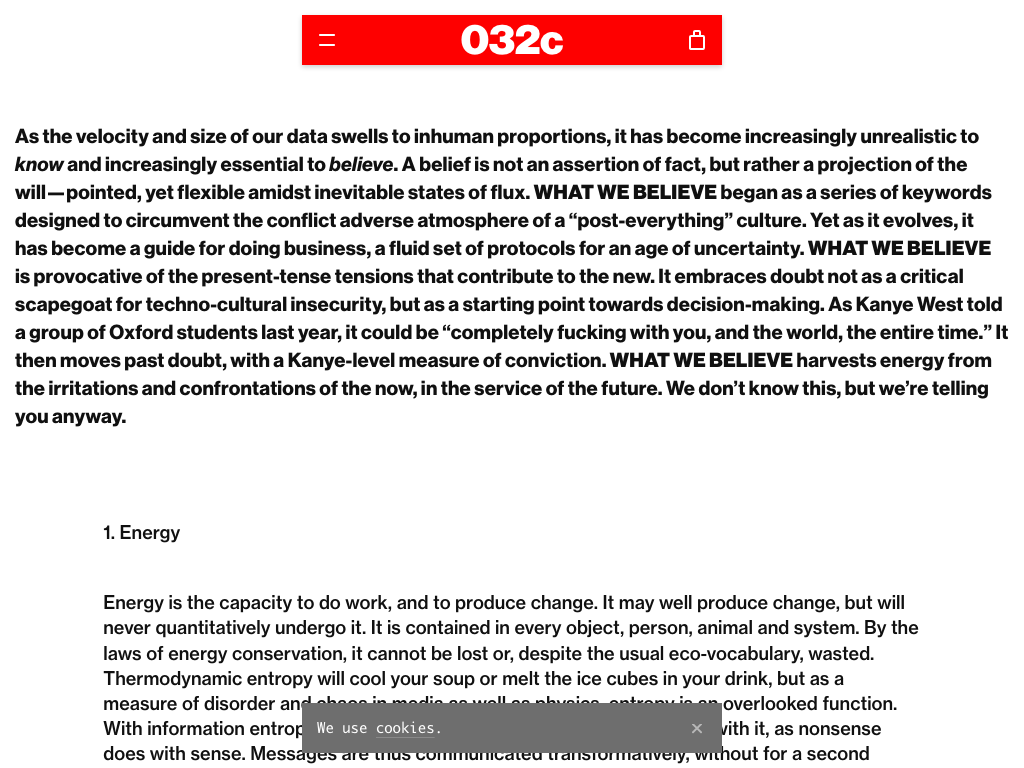 032c
As the velocity and size of our data swells to inhuman proportions, it has become increasingly unrealistic to
know and increasingly essential to believe. A belief is not an assertion of fact, but rather a projection of the
will—pointed, yet flexible amidst inevitable states of flux. WHAT WE BELIEVE began as a series of keywords
designed to circumvent the conflict adverse atmosphere of a “post-everything” culture. Yet as it evolves, it
has become a guide for doing business, a fluid set of protocols for an age of uncertainty. WHAT WE BELIEVE
is provocative of the present-tense tensions that contribute to the new. It embraces doubt not as a critical
scapegoat for techno-cultural insecurity, but as a starting point towards decision-making. As Kanye West told
a group of Oxford students last year, it could be “completely fucking with you, and the world, the entire time.” It
then moves past doubt, with a Kanye-level measure of conviction. WHAT WE BELIEVE harvests energy from
the irritations and confrontations of the now, in the service of the future. We don’t know this, but we’re telling
you anyway.
1. Energy
Energy is the capacity to do work, and to produce change. It may well produce change, but will
never quantitatively undergo it. It is contained in every object, person, animal and system. By the
laws of energy conservation, it cannot be lost or, despite the usual eco-vocabulary, wasted.
Thermodynamic entropy will cool your soup or melt the ice cubes in your drink, but as a
measure of disorder and chaos in media as well as physics, entropy is an overlooked function.
With information entrop with it, as nonsense
does with sense. Messages are thus communicated transformatively, without for a second
We use cookies.